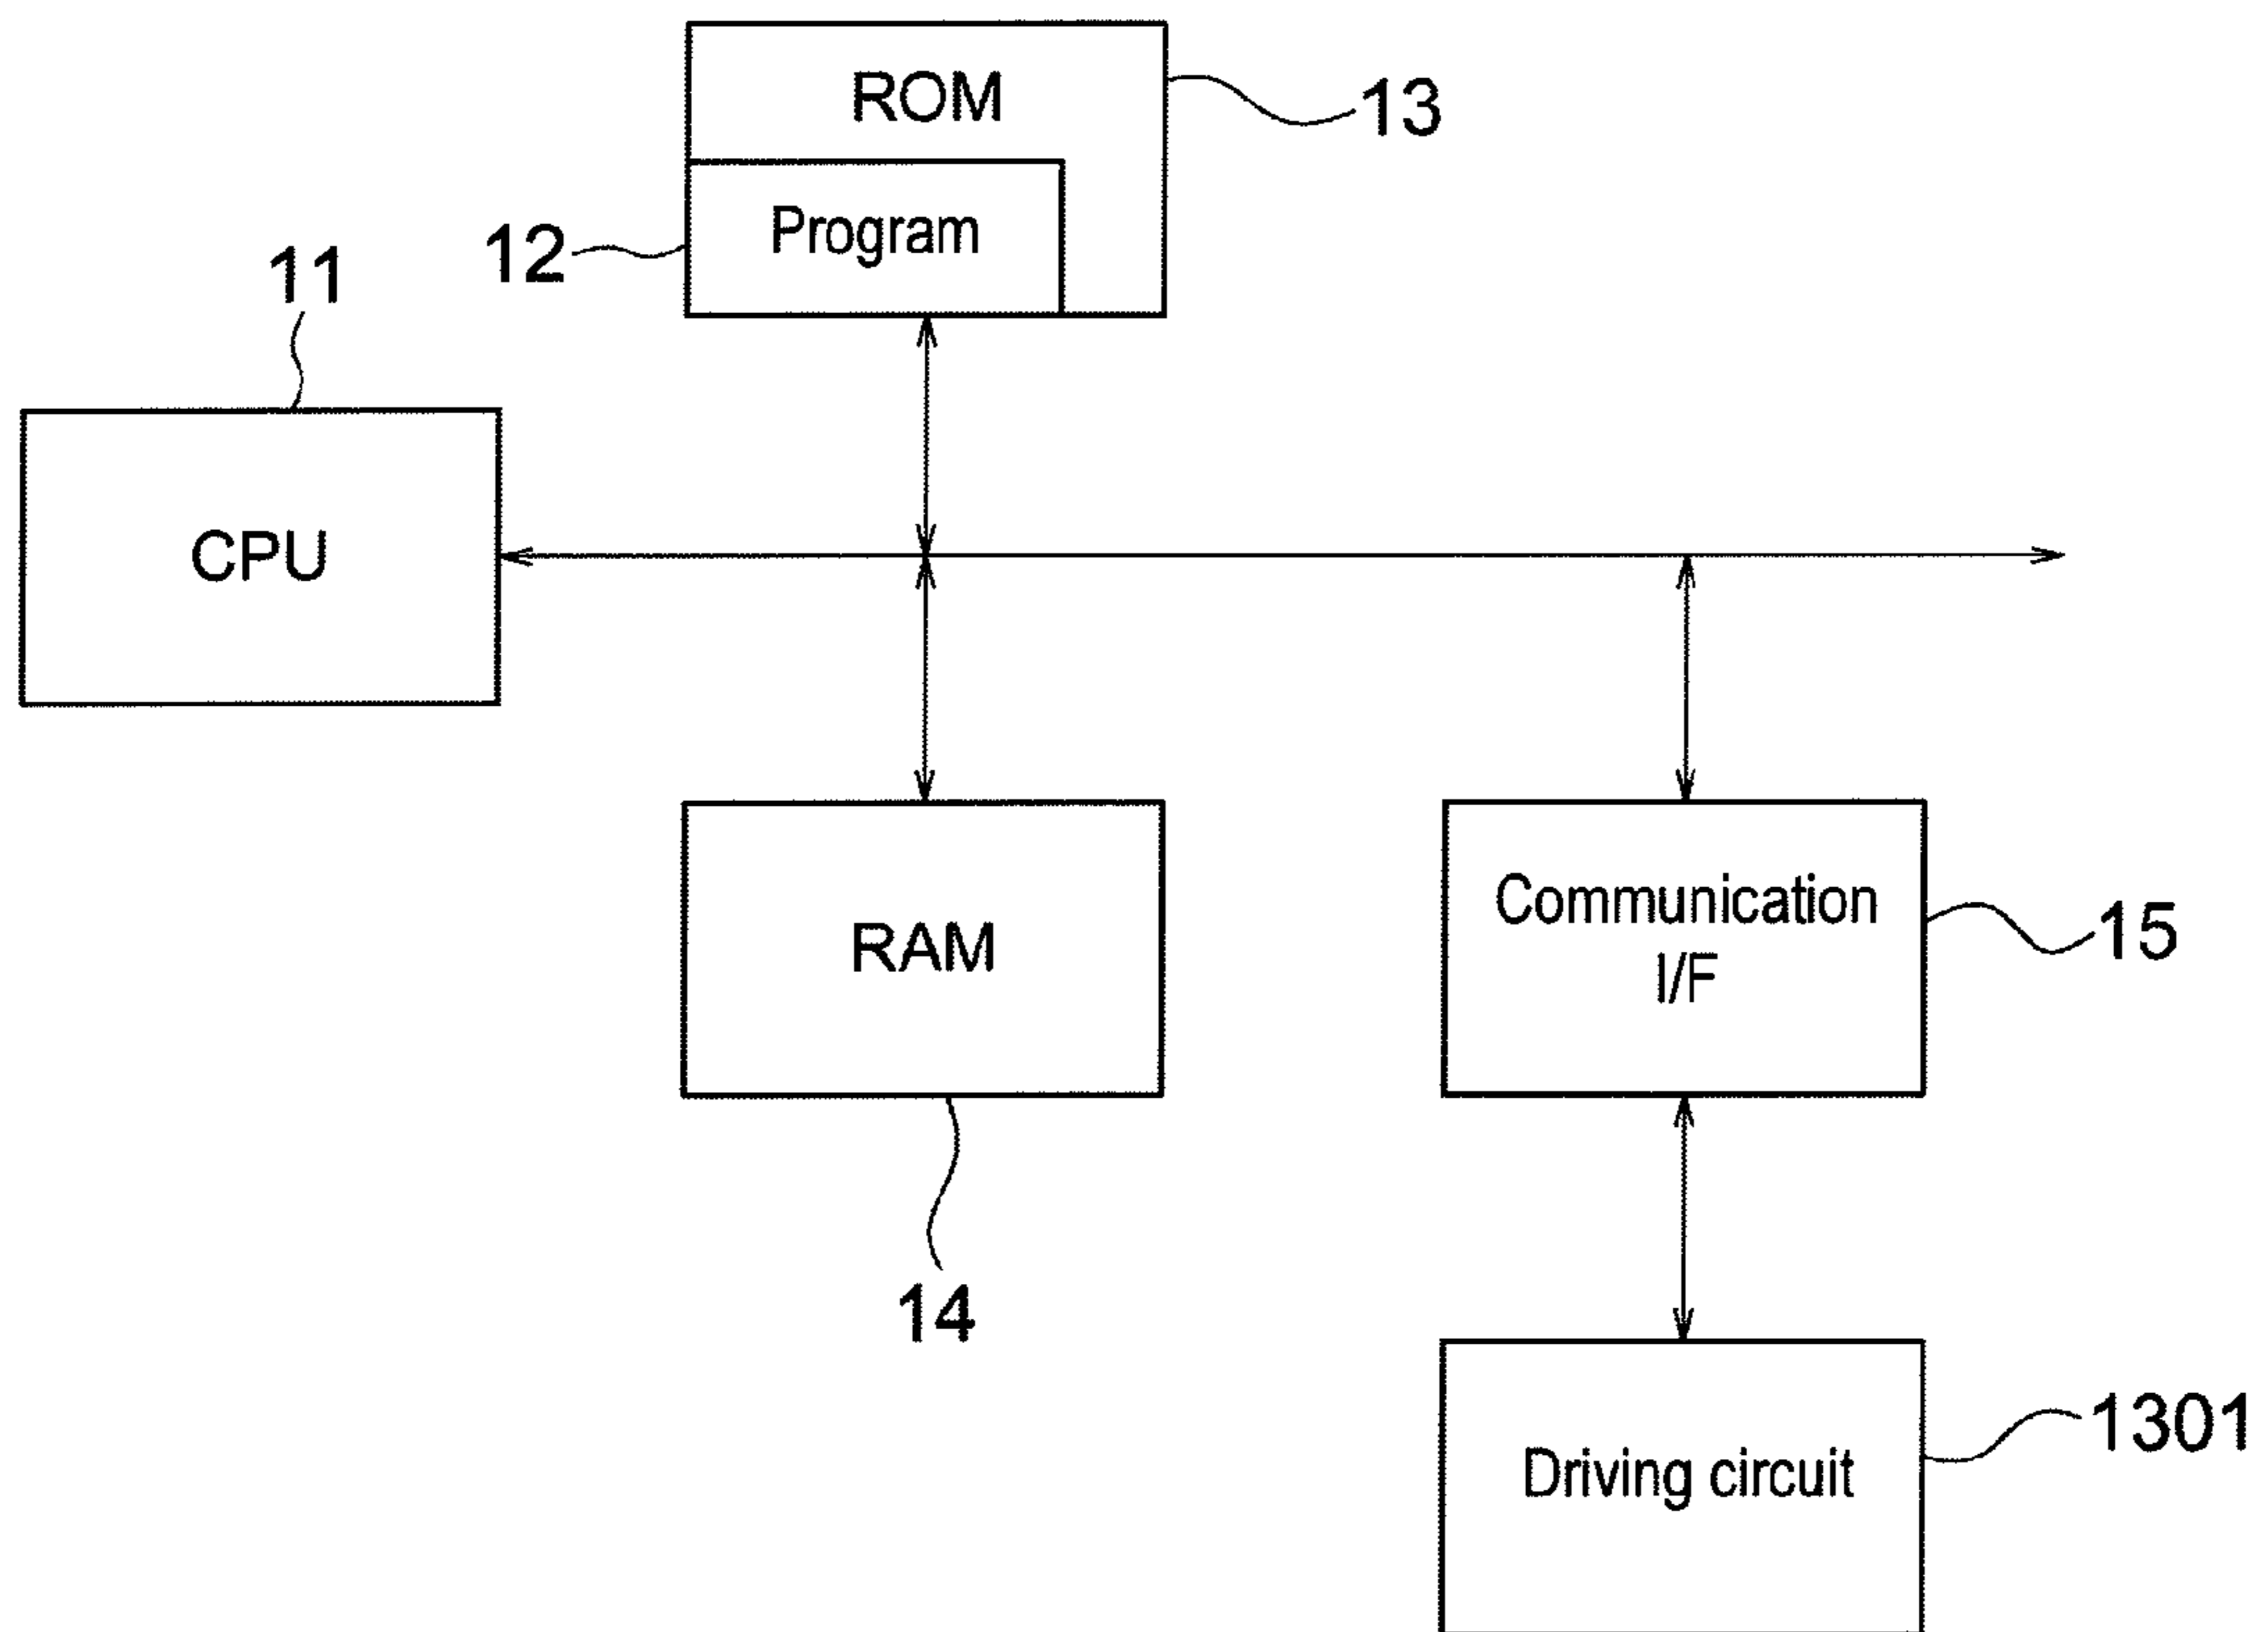 ROM
13
Program
12
11
CPU
RAM
14
Communication
I/F
15
Driving circuit
1301